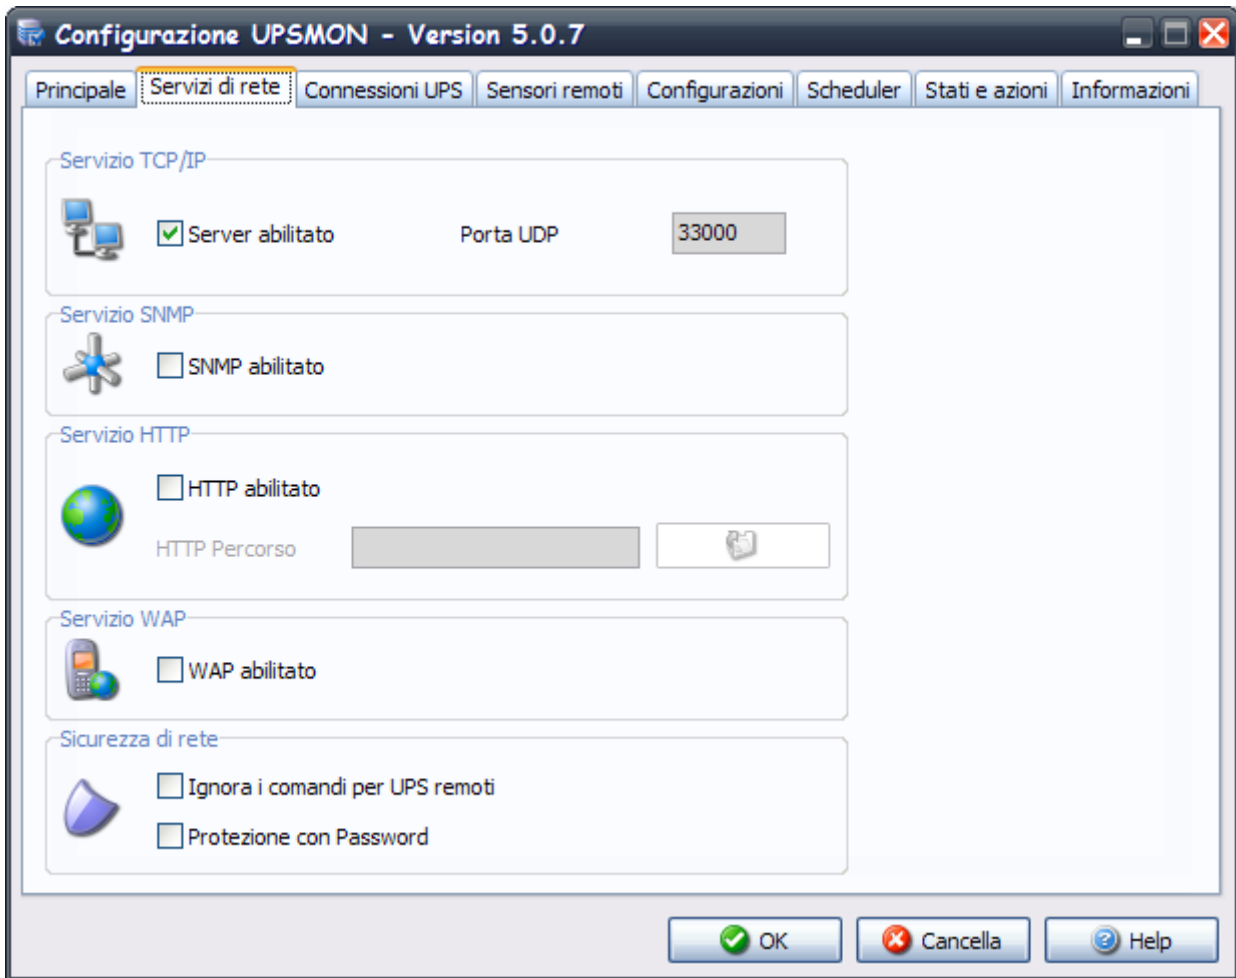 Configurazione UPSMON - Version 5.0.7
Principale Servizi di rete Connessioni UPS Sensori remoti Configurazioni Scheduler Stati e azioni Informazioni
Servizio TCP/IP
Server abilitato Porta UDP 33000
Servizio SNMP
SNMP abilitato
Servizio HTTP
HTTP abilitato
HTTP Percorso
Servizio WAP
WAP abilitato
Sicurezza di rete
Ignora i comandi per UPS remoti
Protezione con Password
OK Cancella Help